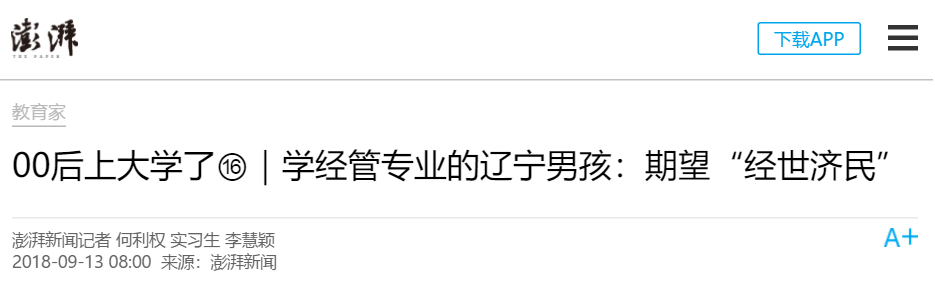 澎湃
THE PAPER
下载APP
教育家
00后上大学了⑯｜学经管专业的辽宁男孩：期望“经世济民”
澎湃新闻记者 何利权 实习生 李慧颖
A+
2018-09-13 08:00 来源：澎湃新闻